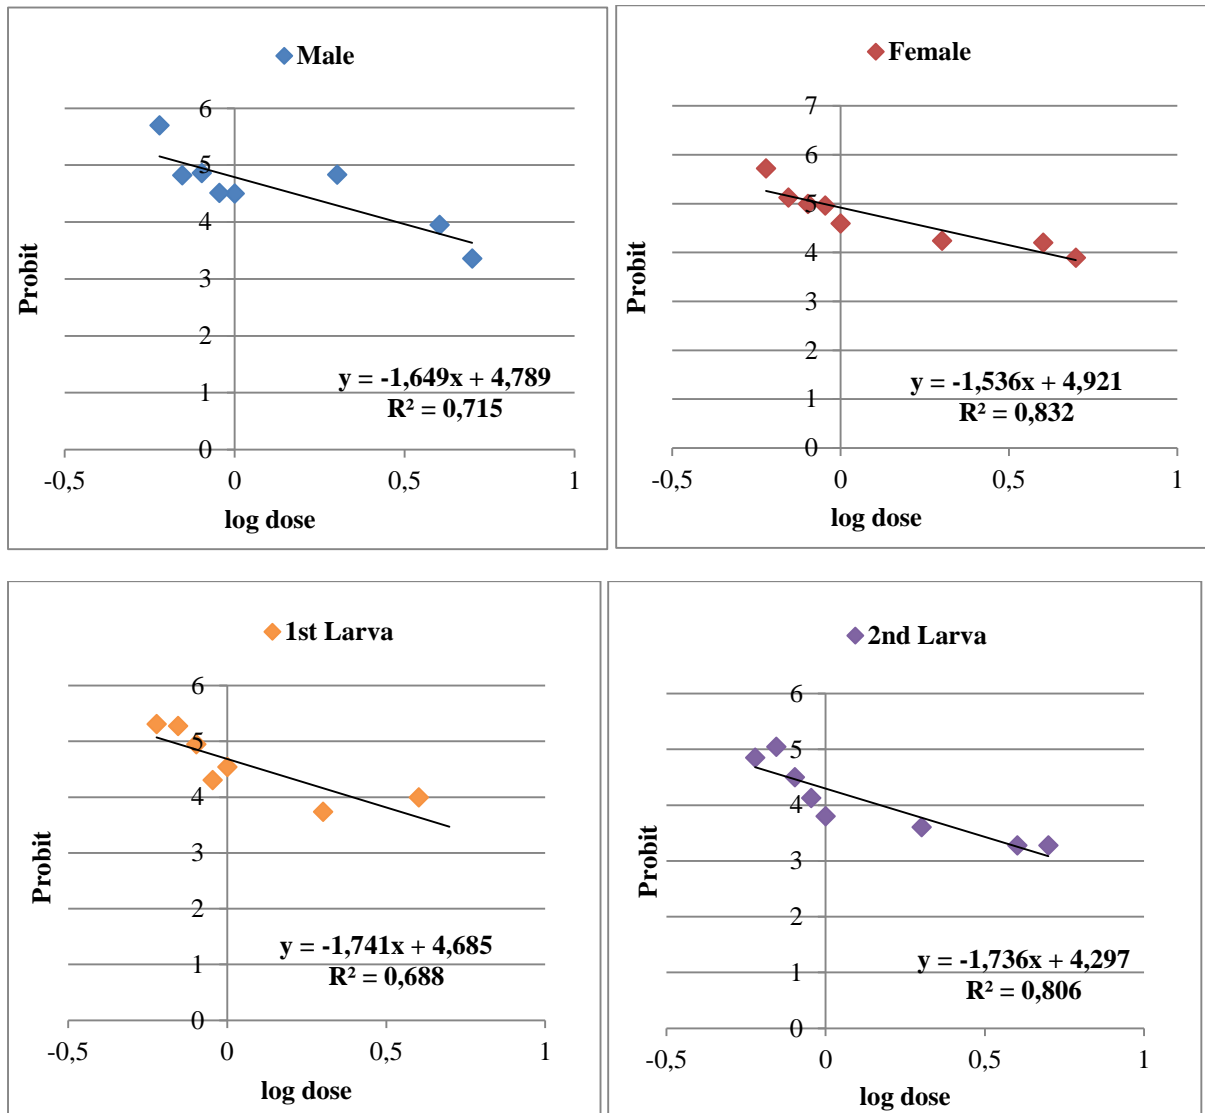 Male
6
5
4
3
2
1
0
-0,5
0
0,5
1
Probit
log dose
y = -1,649x + 4,789
R² = 0,715
Female
7
6
5
4
3
2
1
0
-0,5
0
0,5
1
Probit
log dose
y = -1,536x + 4,921
R² = 0,832
1st Larva
6
5
4
3
2
1
0
-0,5
0
0,5
1
Probit
log dose
y = -1,741x + 4,685
R² = 0,688
2nd Larva
6
5
4
3
2
1
0
-0,5
0
0,5
1
Probit
log dose
y = -1,736x + 4,297
R² = 0,806